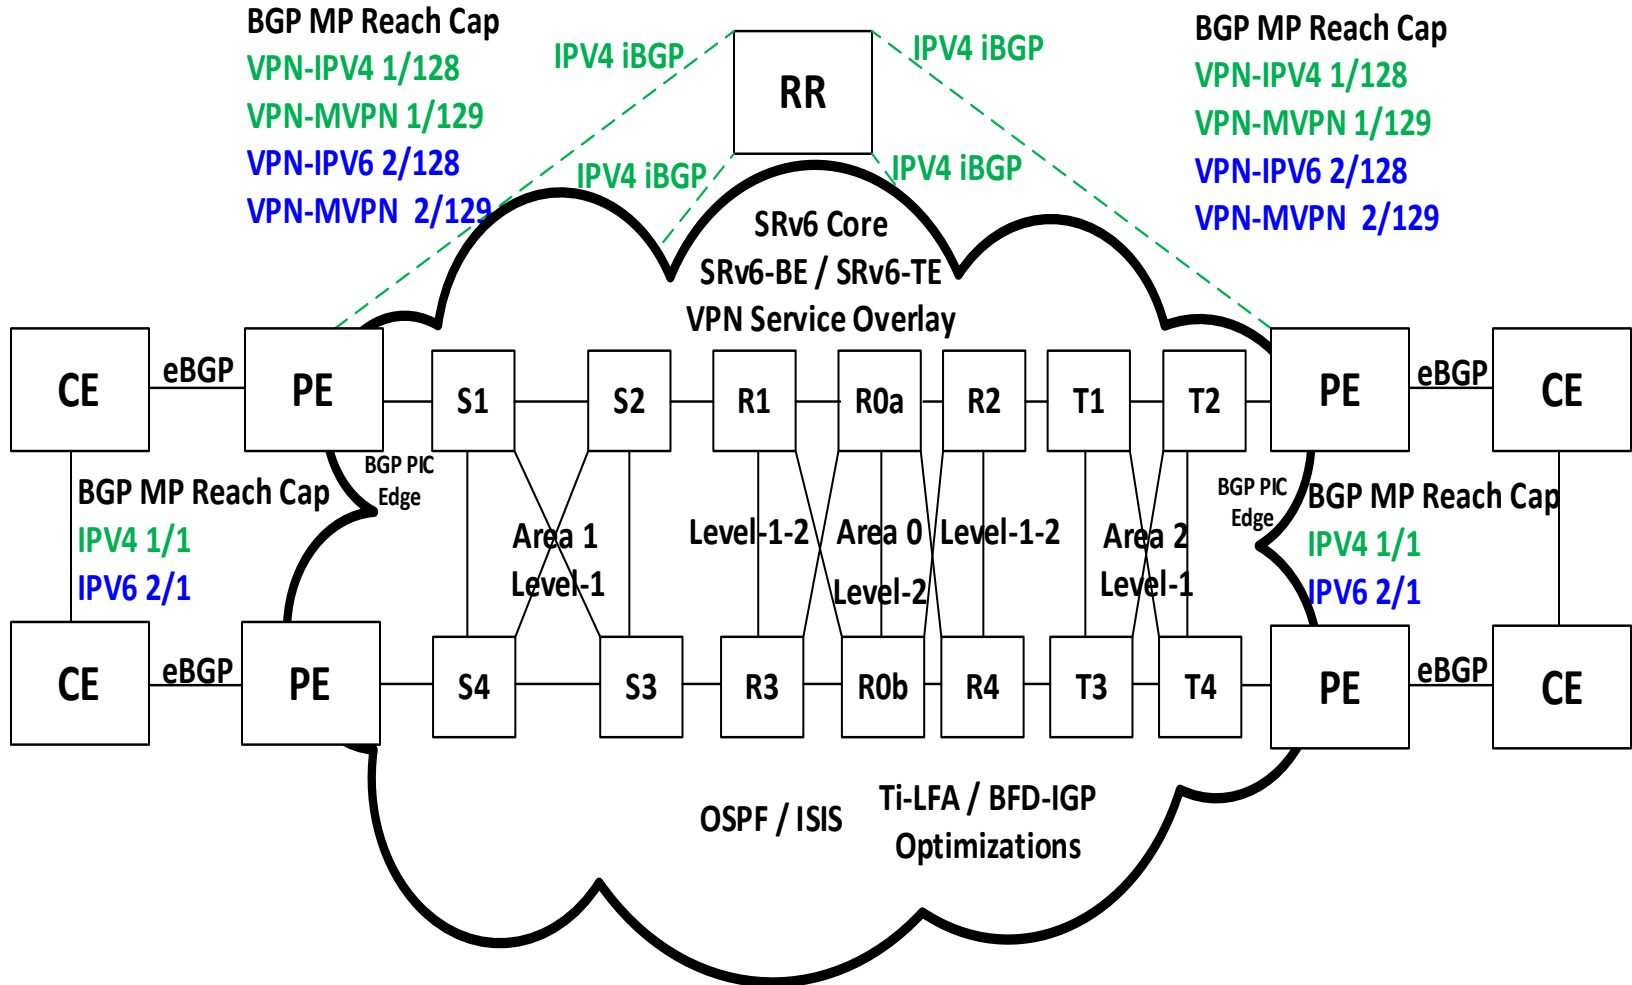 BGP MP Reach Cap
VPN-IPV4 1/128
VPN-MVPN 1/129
VPN-IPV6 2/128
VPN-MVPN  2/129
IPV4 iBGP
IPV4 iBGP
RR
IPV4 iBGP
IPV4 iBGP
BGP MP Reach Cap
VPN-IPV4 1/128
VPN-MVPN 1/129
VPN-IPV6 2/128
VPN-MVPN  2/129
SRv6 Core
SRv6-BE / SRv6-TE
VPN Service Overlay
CE
eBGP
PE
S1
S2
R1
R0a
R2
T1
T2
PE
eBGP
CE
BGP PIC
Edge
BGP PIC
Edge
BGP MP Reach Cap
IPV4 1/1
IPV6 2/1
Area 1
Level-1
Level-1-2
Area 0
Level-2
Level-1-2
Area 2
Level-1
BGP MP Reach Cap
IPV4 1/1
IPV6 2/1
CE
eBGP
PE
S4
S3
R3
R0b
R4
T3
T4
PE
eBGP
CE
OSPF / ISIS
Ti-LFA / BFD-IGP
Optimizations